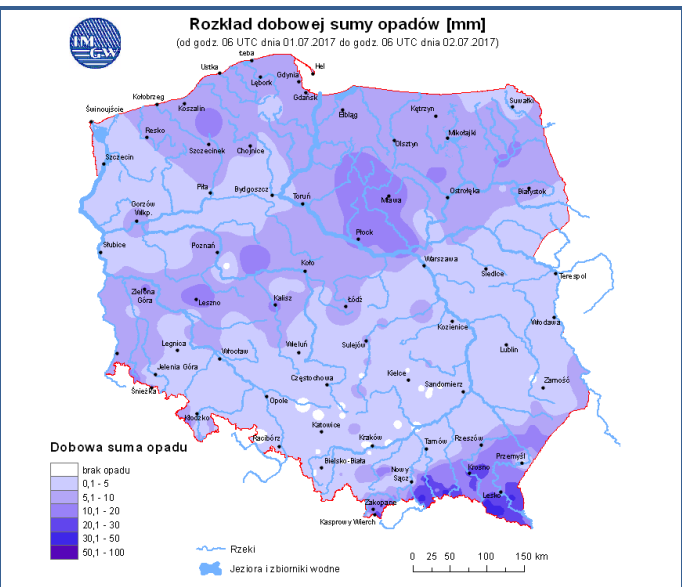 Rozkład dobowej sumy opadów [mm]
(od godz. 06 UTC dnia 01.07.2017 do godz. 06 UTC dnia 02.07.2017)
IM
GW
Łeba
Ustka
Hel
Gdynia
Lębork
Gdańsk
Kołobrzeg
Koszalin
Suwałki
Świnoujście
Elbląg
Kętrzyn
Resko
Mikołajki
Olsztyn
Szczecinek
Chojnice
Szczecin
Piła
Bydgoszcz
Ostrołęka
Białystok
Toruń
Mława
Gorzów
Wlkp.
Płock
Słubice
Poznań
Warszawa
Koło
Siedlce
Terespol
Zielona
Góra
Leszno
Kalisz
Łódź
Kozienice
Włodawa
Legnica
Wrocław
Wieluń
Sulejów
Lublin
Jelenia Góra
Częstochowa
Kielce
Sandomierz
Zamość
Śnieżka
Opole
Kłodzko
Katowice
Racibórz
Kraków
Tarnów
Rzeszów
Przemyśl
Bielsko-Biała
Nowy
Sącz
Krosno
Lesko
Zakopane
Kasprowy Wierch
Dobowa suma opadu
brak opadu
0,1 - 5
5,1 - 10
10,1 - 20
20,1 - 30
30,1 - 50
50,1 - 100
Rzeki
Jeziora i zbiorniki wodne
0 25 50 100 150 km